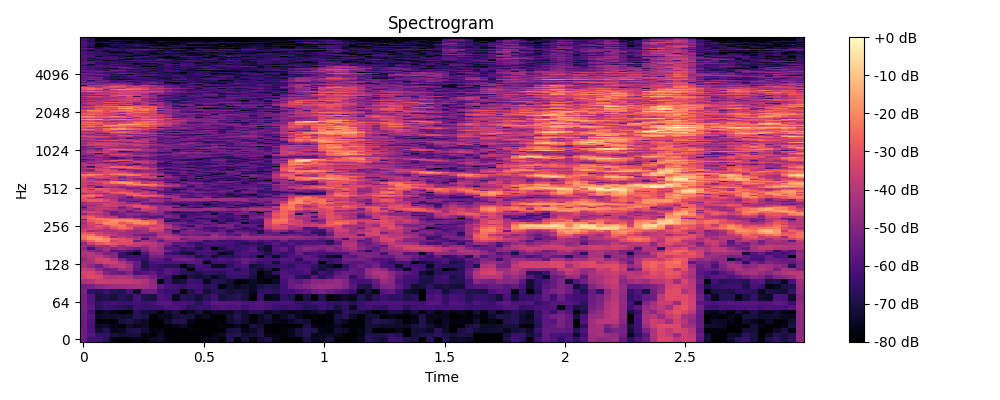 Spectrogram
4096
2048
1024
512
256
128
64
0
Hz
0
0.5
1
1.5
2
2.5
Time
+0 dB
-10 dB
-20 dB
-30 dB
-40 dB
-50 dB
-60 dB
-70 dB
-80 dB